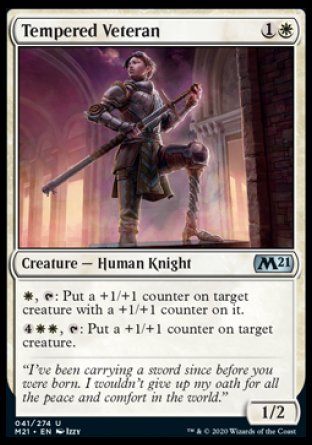 Tempered Veteran 1
Creature — Human Knight M21
, : Put a +1/+1 counter on target
creature with a +1/+1 counter on it.
4 , : Put a +1/+1 counter on target
creature.
“I’ve been carrying a sword since before you
were born. I wouldn’t give up my oath for all
the peace and comfort in the world.”
1/2
041/274 U
M21 • EN Izzy
™ & © 2020 Wizards of the Coast